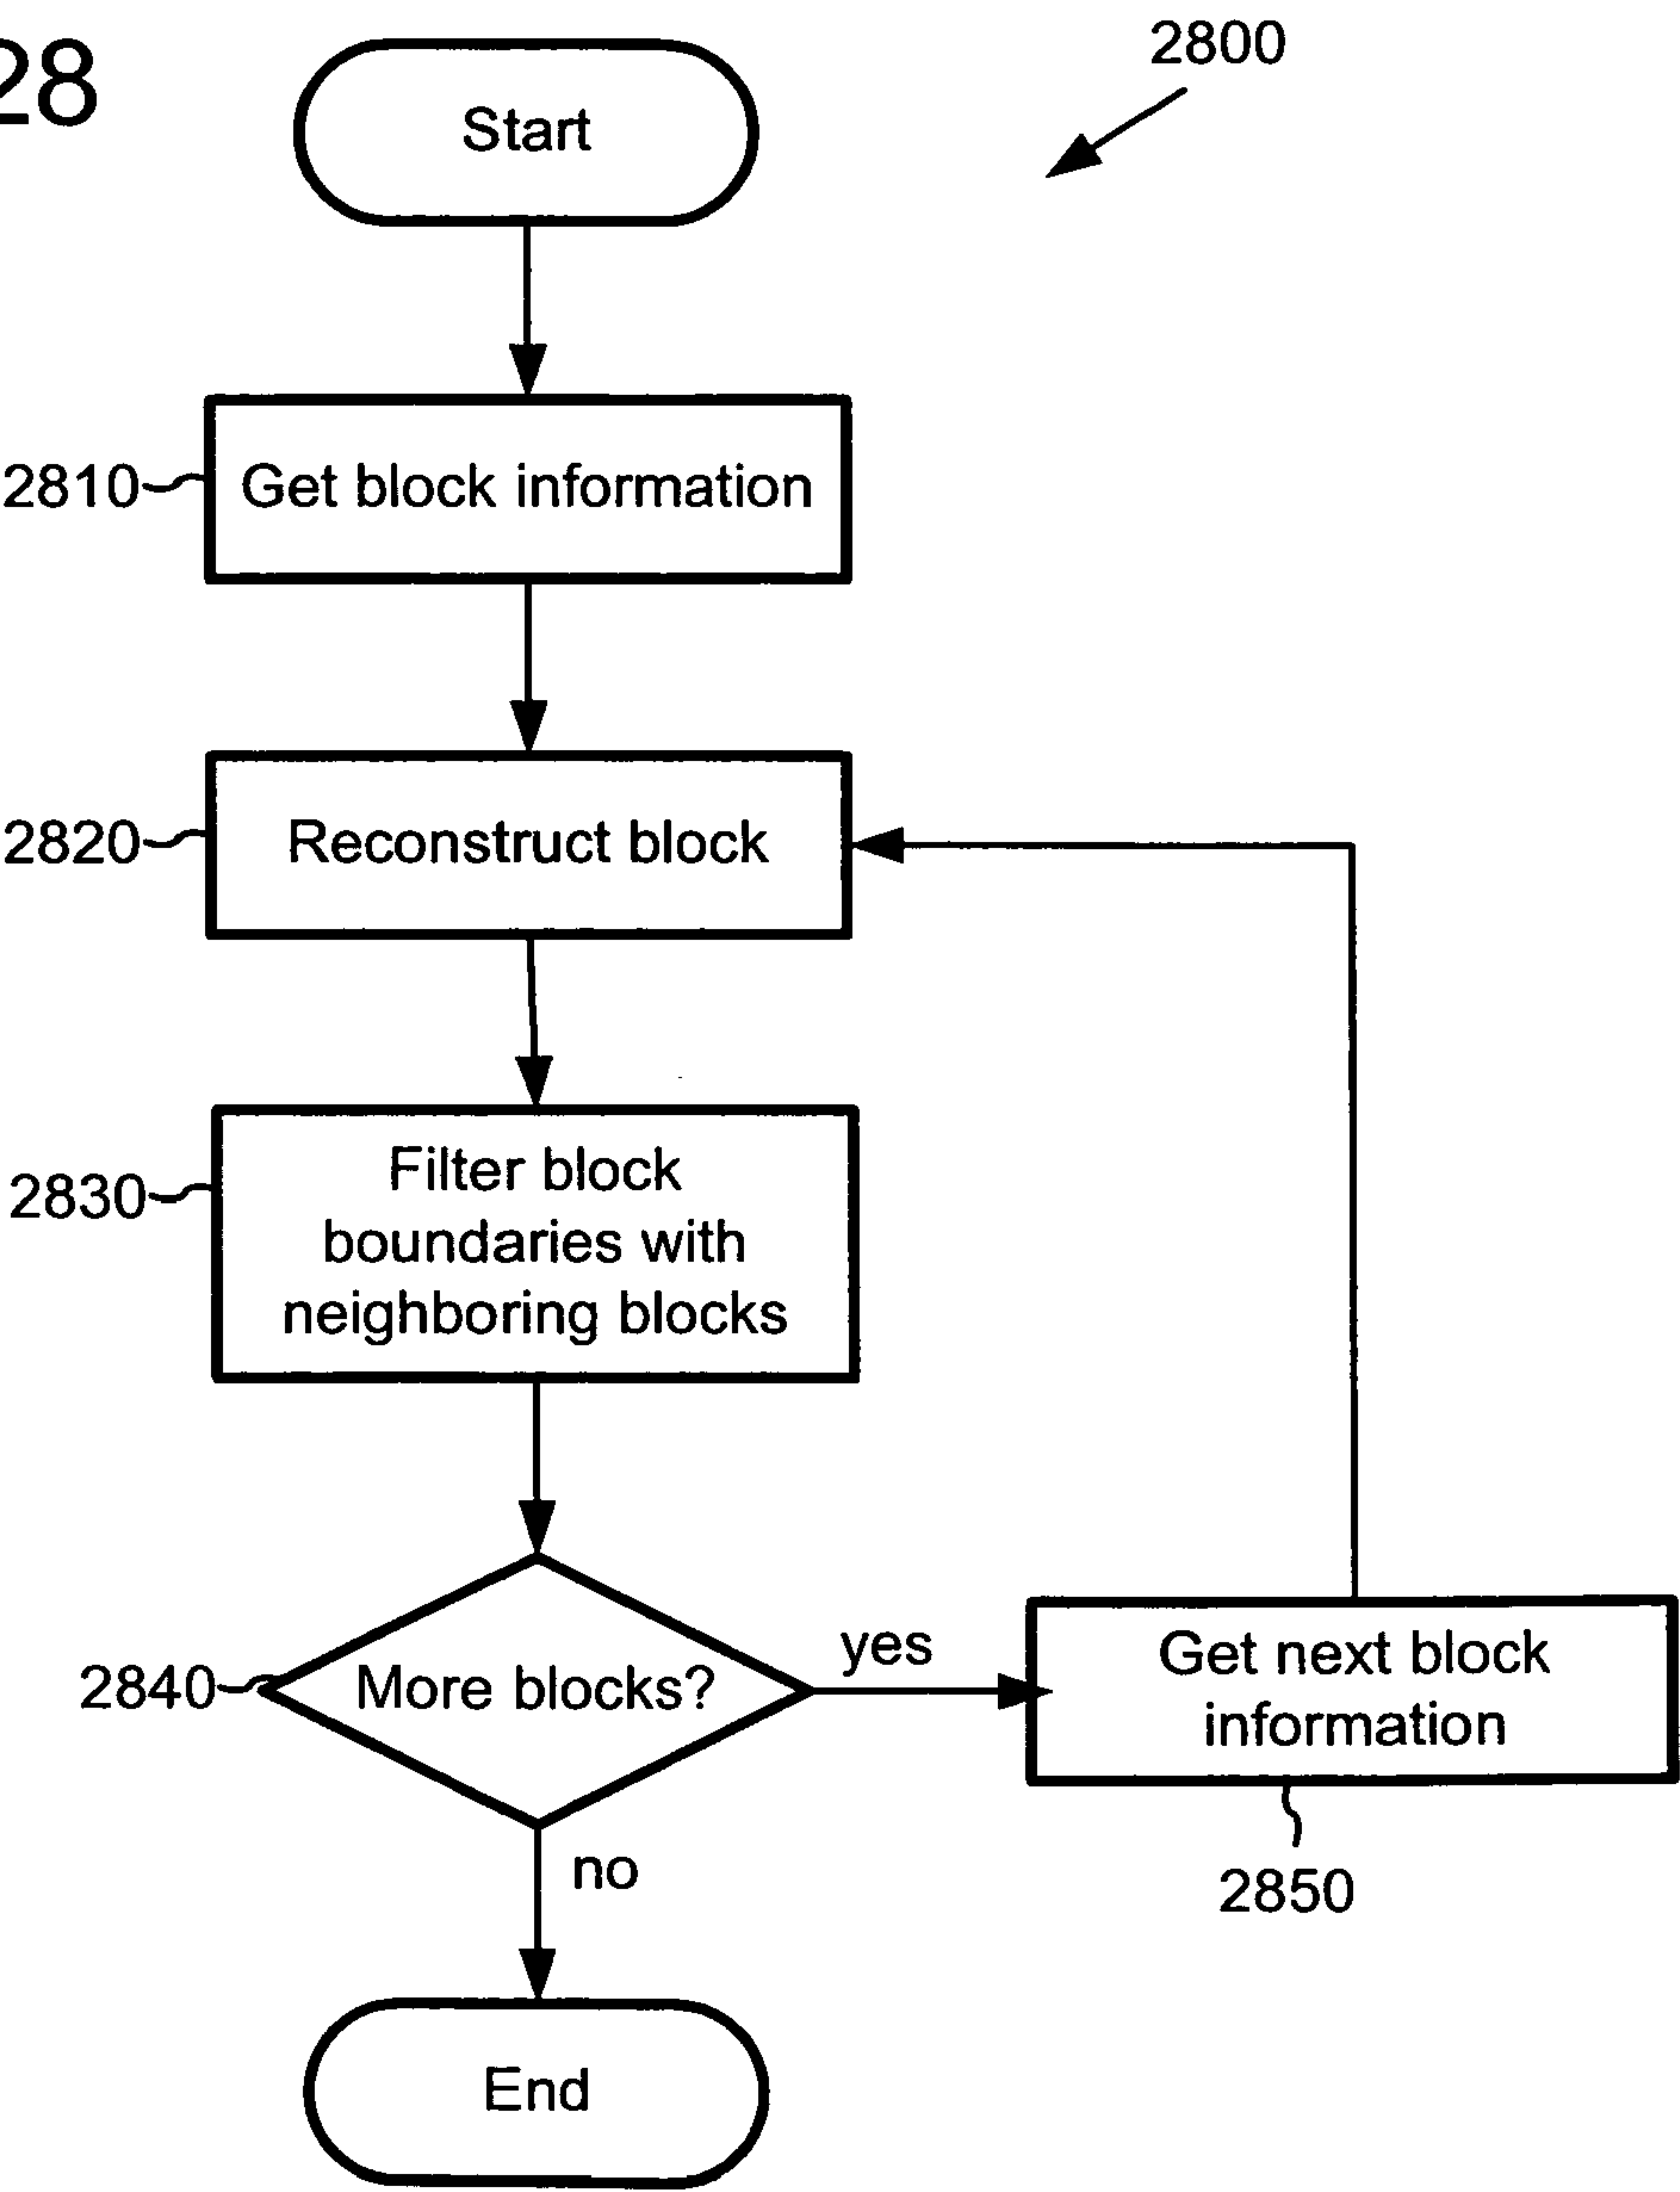 28
2800
Start
2810
Get block information
2820
Reconstruct block
2830
Filter block
boundaries with
neighboring blocks
2840
More blocks?
yes
Get next block
information
2850
no
End